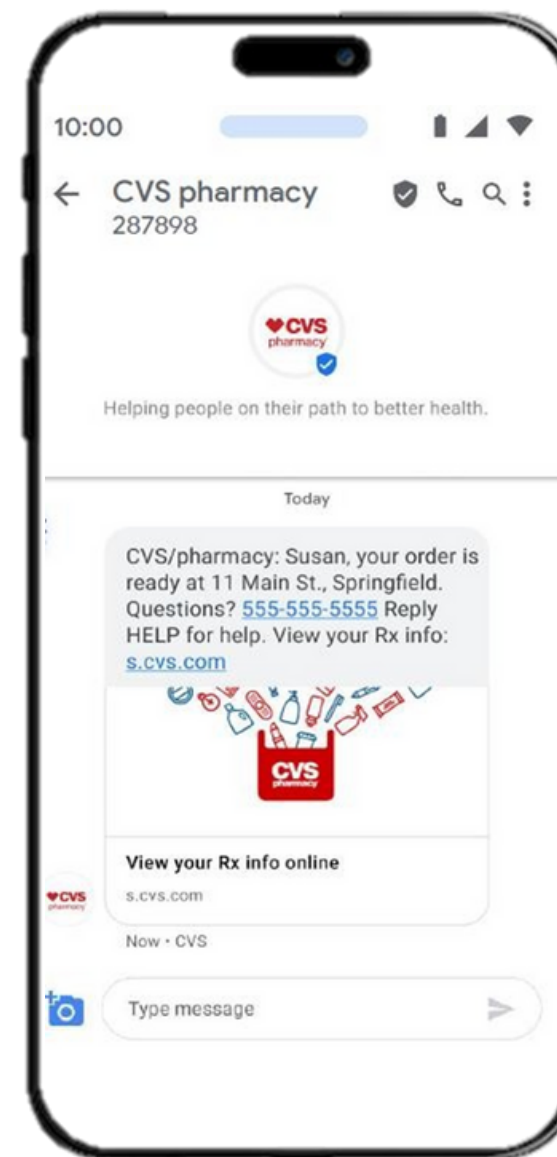 10:00
CVS pharmacy
287898
CVS
pharmacy
Helping people on their path to better health.
Today
CVS/pharmacy: Susan, your order is
ready at 11 Main St., Springfield.
Questions? 555-555-5555 Reply
HELP for help. View your Rx info:
s.cvs.com
CVS
pharmacy
View your Rx info online
s.cvs.com
CVS
pharmacy
Now • CVS
Type message